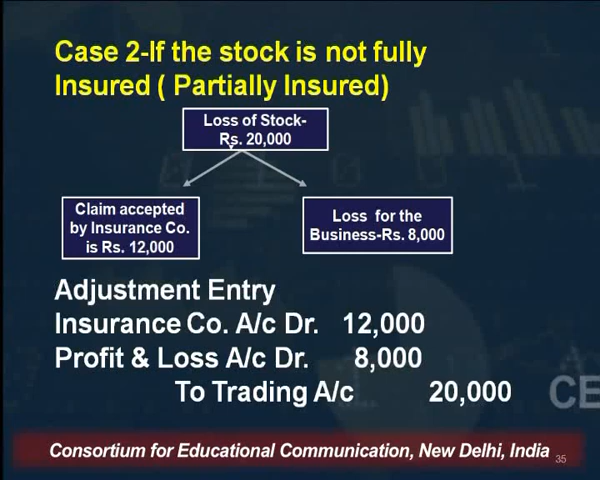 Case 2-If the stock is not fully
Insured ( Partially Insured)
Loss of Stock-
Rs. 20,000
Claim accepted
by Insurance Co.
is Rs. 12,000
Loss for the
Business-Rs. 8,000
Adjustment Entry
Insurance Co. A/c Dr. 12,000
Profit & Loss A/c Dr. 8,000
To Trading A/c 20,000
CE
Consortium for Educational Communication, New Delhi, India
35